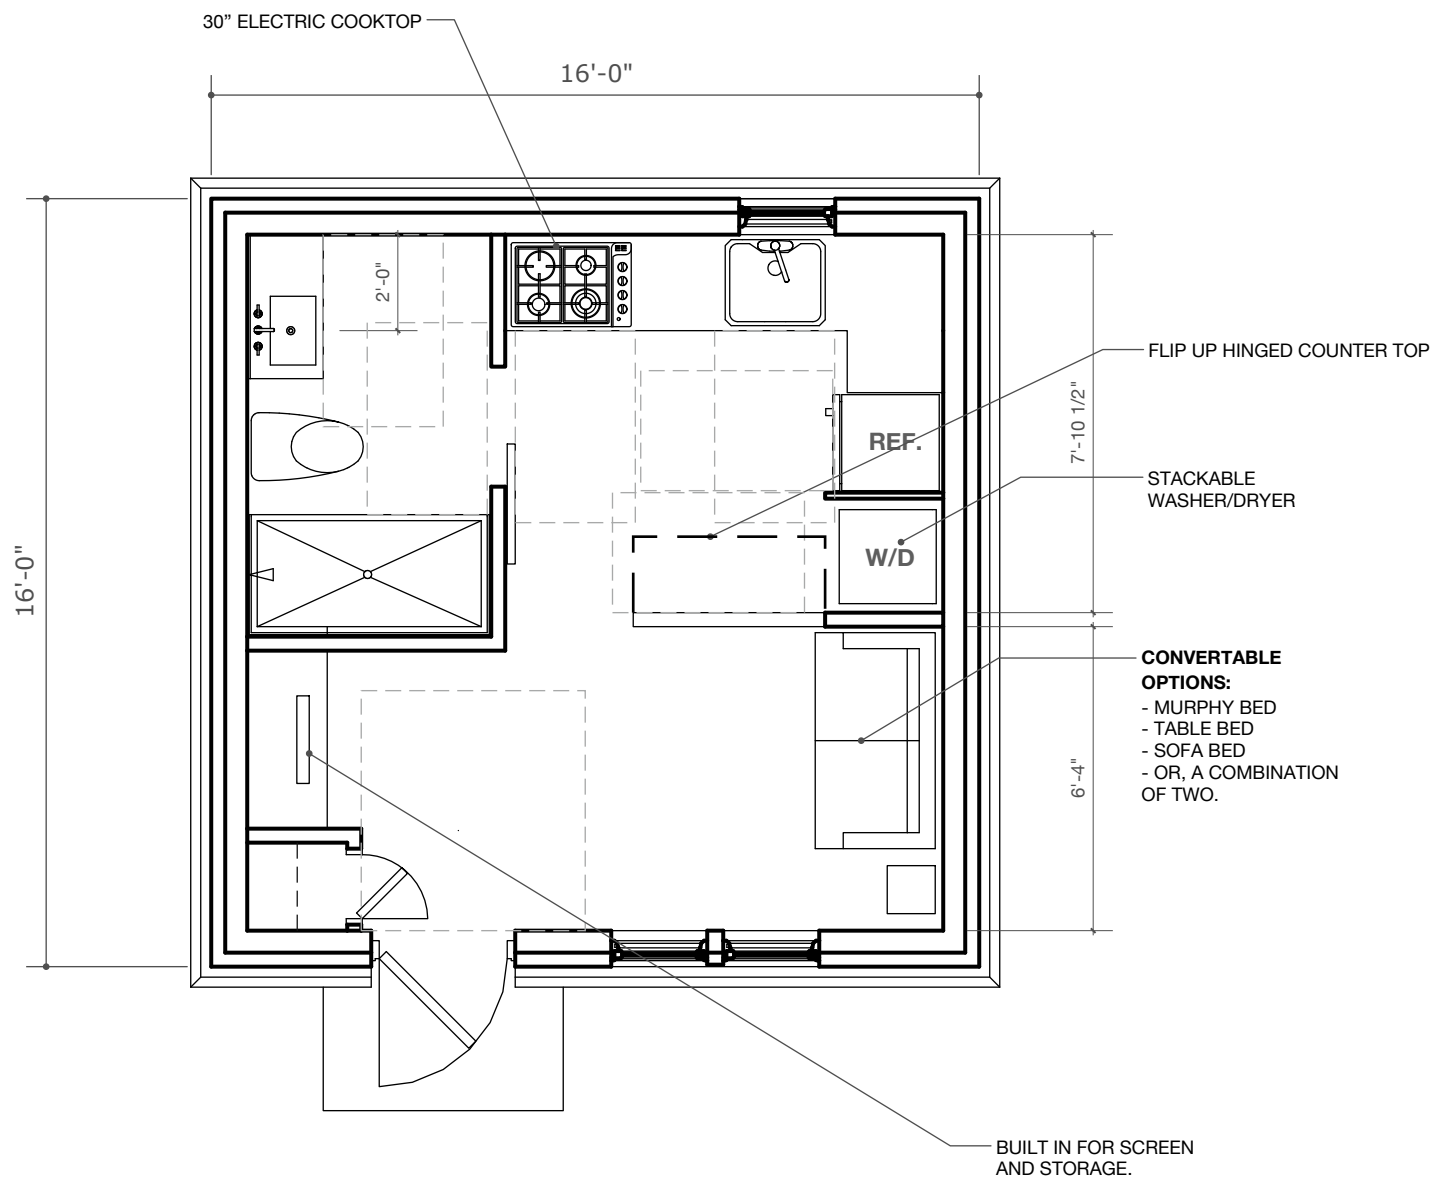 30” ELECTRIC COOKTOP
16'-0"
2'-0"
FLIP UP HINGED COUNTER TOP
7'-10 1/2"
REF.
STACKABLE
WASHER/DRYER
W/D
16'-0"
CONVERTABLE
OPTIONS:
- MURPHY BED
- TABLE BED
- SOFA BED
- OR, A COMBINATION
OF TWO.
6'-4"
BUILT IN FOR SCREEN
AND STORAGE.